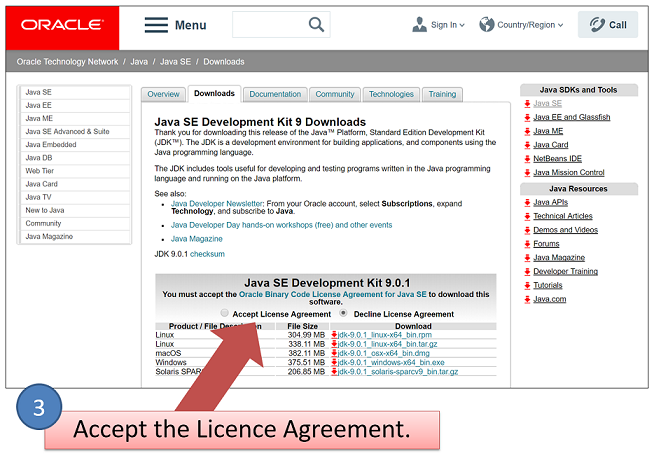 ORACLE
Menu
Sign In
Country/Region
Call
Oracle Technology Network / Java / Java SE / Downloads
Java SE
Java EE
Java ME
Java SE Advanced & Suite
Java Embedded
Java DB
Web Tier
Java Card
Java TV
New to Java
Community
Java Magazine
Overview
Downloads
Documentation
Community
Technologies
Training
Java SE Development Kit 9 Downloads
Thank you for downloading this release of the Java™ Platform, Standard Edition Development Kit
(JDK™). The JDK is a development environment for building applications, and components using the
Java programming language.
The JDK includes tools useful for developing and testing programs written in the Java programming
language and running on the Java platform.
See also:
Java Developer Newsletter: From your Oracle account, select Subscriptions, expand
Technology, and subscribe to Java.
Java Developer Day hands-on workshops (free) and other events
Java Magazine
JDK 9.0.1 checksum
Java SE Development Kit 9.0.1
You must accept the Oracle Binary Code License Agreement for Java SE to download this
software.
Accept License Agreement Decline License Agreement
Product / File Description File Size Download
Linux 304.99 MB jdk-9.0.1_linux-x64_bin.rpm
Linux 338.11 MB jdk-9.0.1_linux-x64_bin.tar.gz
macOS 382.11 MB jdk-9.0.1_osx-x64_bin.dmg
Windows 375.51 MB jdk-9.0.1_windows-x64_bin.exe
Solaris SPARC 206.85 MB jdk-9.0.1_solaris-sparcv9_bin.tar.gz
Java SDKs and Tools
Java SE
Java EE and Glassfish
Java ME
Java Card
NetBeans IDE
Java Mission Control
Java Resources
Java APIs
Technical Articles
Demos and Videos
Forums
Java Magazine
Developer Training
Tutorials
Java.com
3
Accept the Licence Agreement.